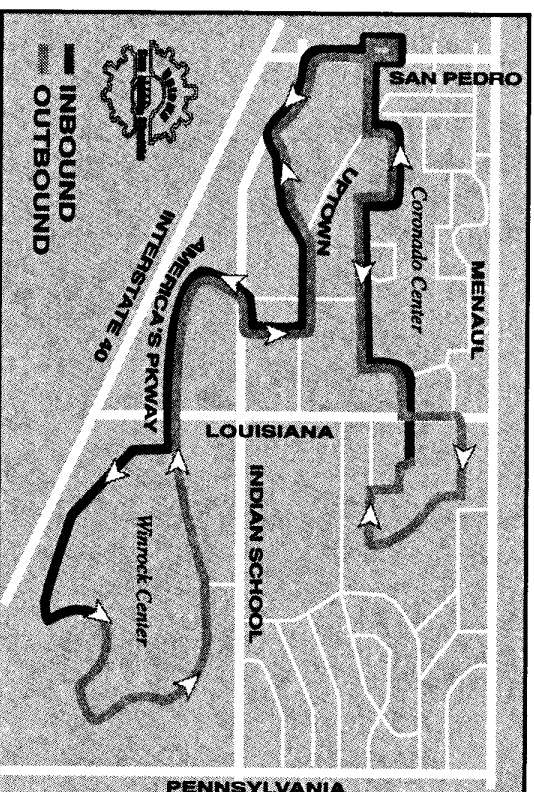 SAN PEDRO
INBOUND
OUTBOUND
UPTOWN
Coronado Center
MENAUL
AMERICA'S PKWAY
INTERSTATE 40
LOUISIANA
INDIAN SCHOOL
Winrock Center
PENNSYLVANIA